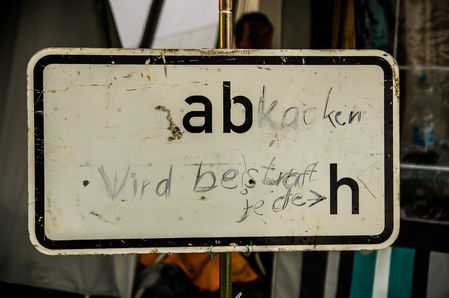 abkacken
Wird bestraft
jede > h